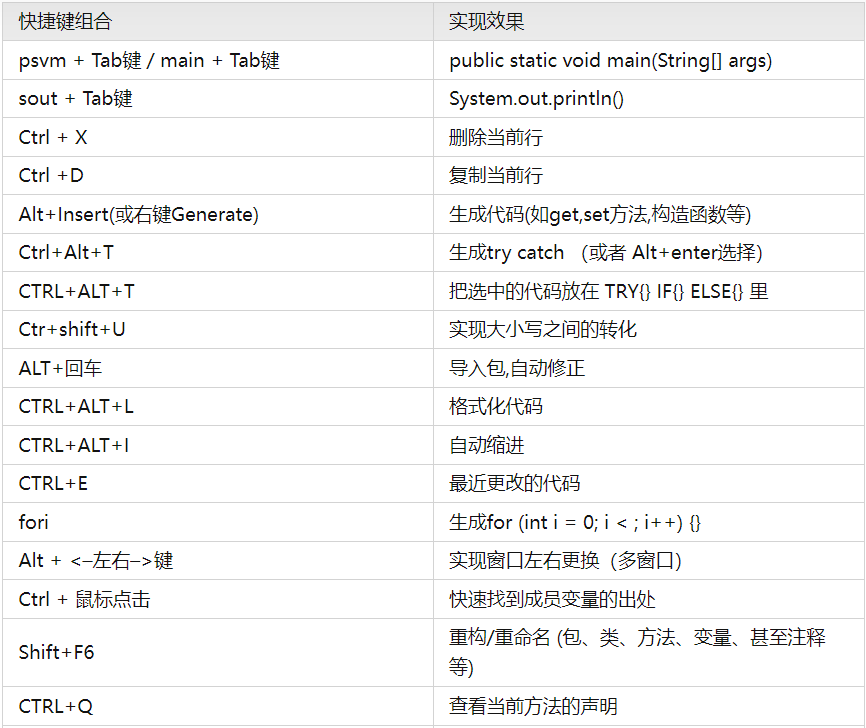 快捷键组合 实现效果
psvm + Tab键 / main + Tab键 public static void main(String[] args)
sout + Tab键 System.out.println()
Ctrl + X 删除当前行
Ctrl +D 复制当前行
Alt+Insert(或右键Generate) 生成代码(如get,set方法,构造函数等)
Ctrl+Alt+T 生成try catch （或者 Alt+enter选择）
CTRL+ALT+T 把选中的代码放在 TRY{} IF{} ELSE{} 里
Ctr+shift+U 实现大小写之间的转化
ALT+回车 导入包,自动修正
CTRL+ALT+L 格式化代码
CTRL+ALT+I 自动缩进
CTRL+E 最近更改的代码
fori 生成for (int i = 0; i < ; i++) {}
Alt + <–左右–>键 实现窗口左右更换（多窗口）
Ctrl + 鼠标点击 快速找到成员变量的出处
Shift+F6 重构/重命名 (包、类、方法、变量、甚至注释
等)
CTRL+Q 查看当前方法的声明